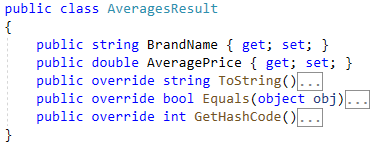 public class AveragesResult
{
public string BrandName { get; set; }
public double AveragePrice { get; set; }
public override string ToString()...
public override bool Equals(object obj)...
public override int GetHashCode()...
}